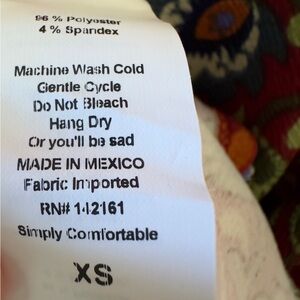 96 % Polyester
4 % Spandex
Machine Wash Cold
Gentle Cycle
Do Not Bleach
Hang Dry
Or you'll be sad
MADE IN MEXICO
Fabric Imported
RN# 142161
Simply Comfortable
XS